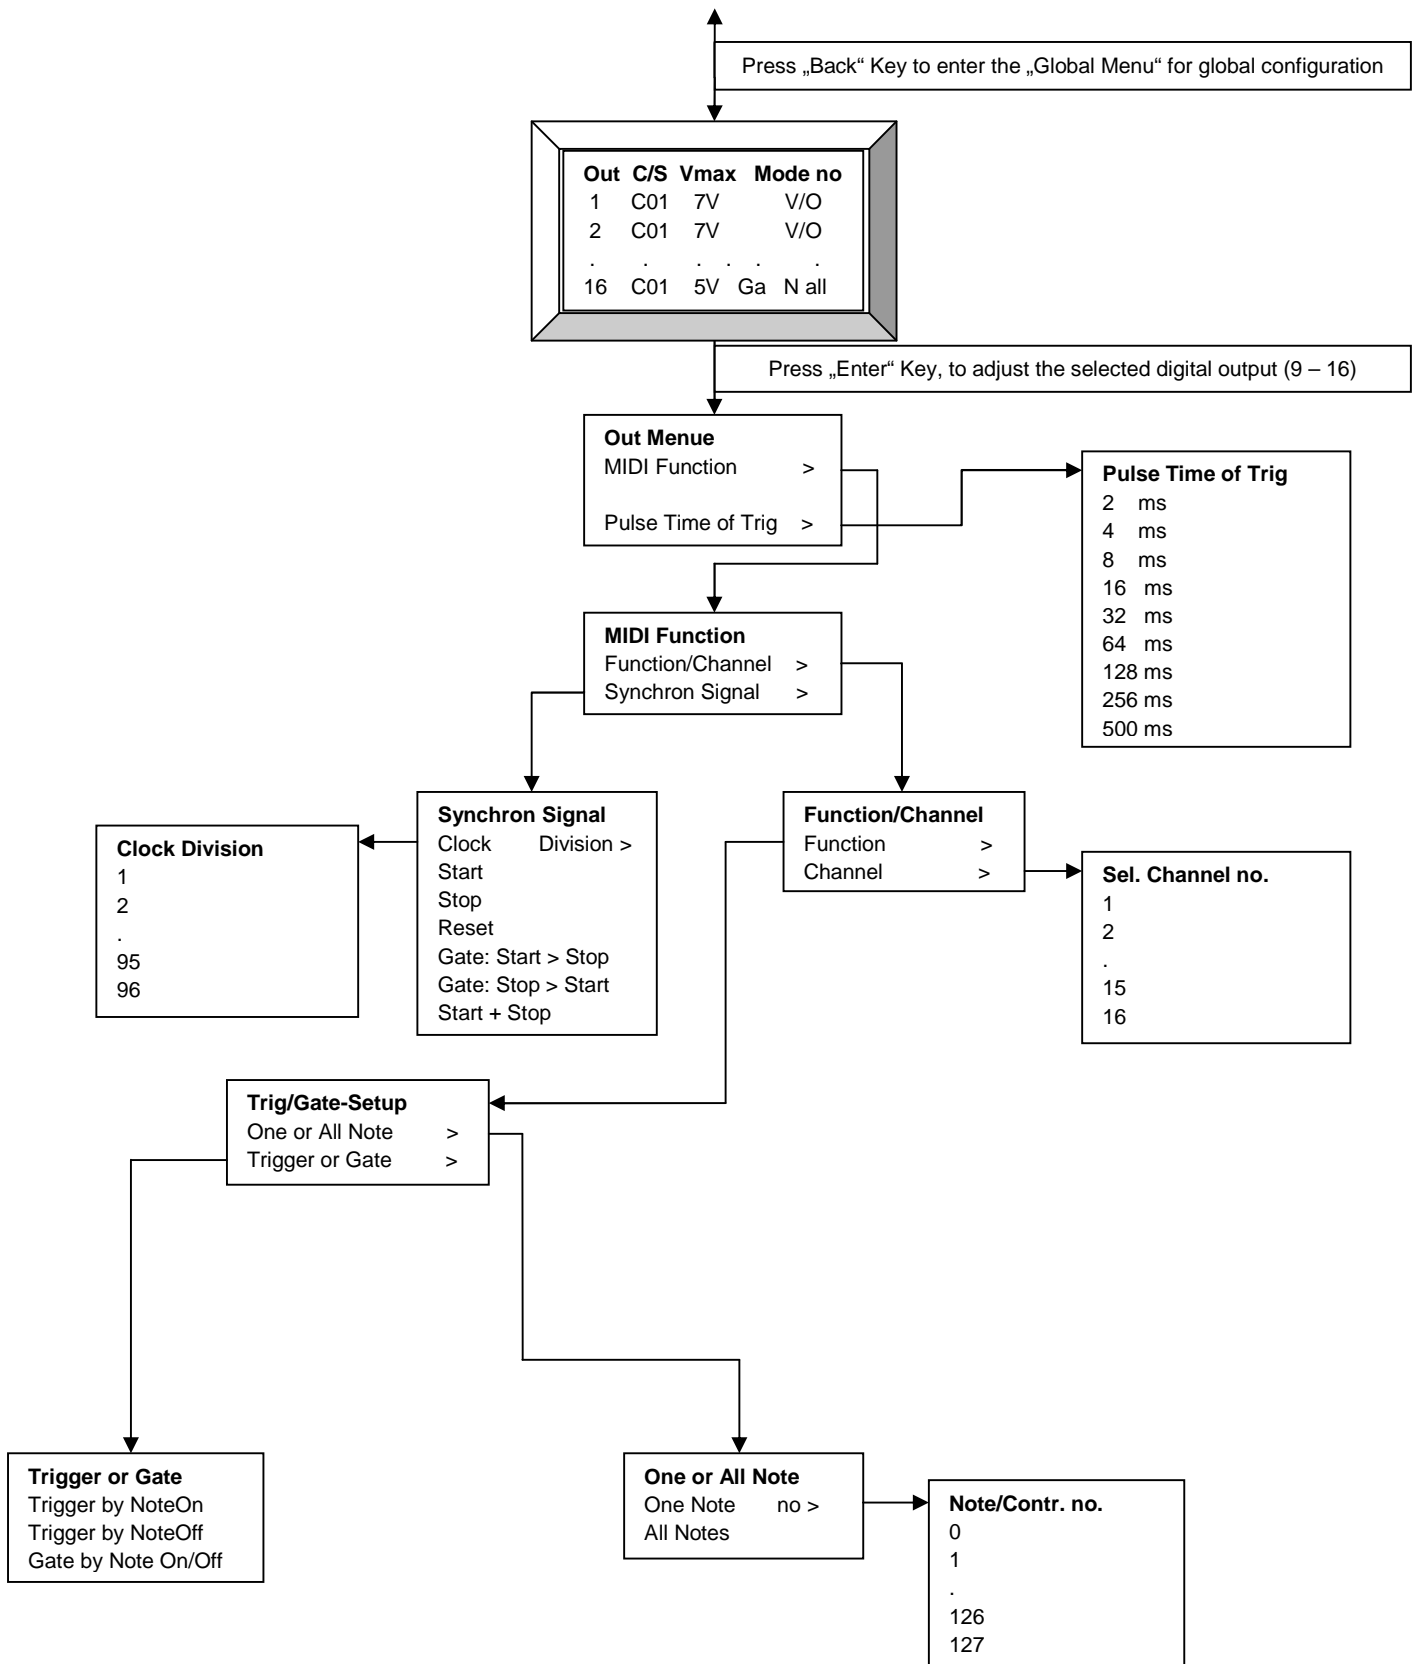 Press „Back“ Key to enter the „Global Menu“ for global configuration
Out C/S Vmax Mode no
1 C01 7V V/O
2 C01 7V V/O
. . . . . .
16 C01 5V Ga N all
Press „Enter“ Key, to adjust the selected digital output (9 – 16)
Out Menue
MIDI Function >
Pulse Time of Trig >
Pulse Time of Trig
2 ms
4 ms
8 ms
16 ms
32 ms
64 ms
128 ms
256 ms
500 ms
MIDI Function
Function/Channel >
Synchron Signal >
Synchron Signal
Clock Division >
Start
Stop
Reset
Gate: Start > Stop
Gate: Stop > Start
Start + Stop
Function/Channel
Function >
Channel >
Clock Division
1
2
.
95
96
Sel. Channel no.
1
2
.
15
16
Trig/Gate-Setup
One or All Note >
Trigger or Gate >
Trigger or Gate
Trigger by NoteOn
Trigger by NoteOff
Gate by Note On/Off
One or All Note
One Note no >
All Notes
Note/Contr. no.
0
1
.
126
127